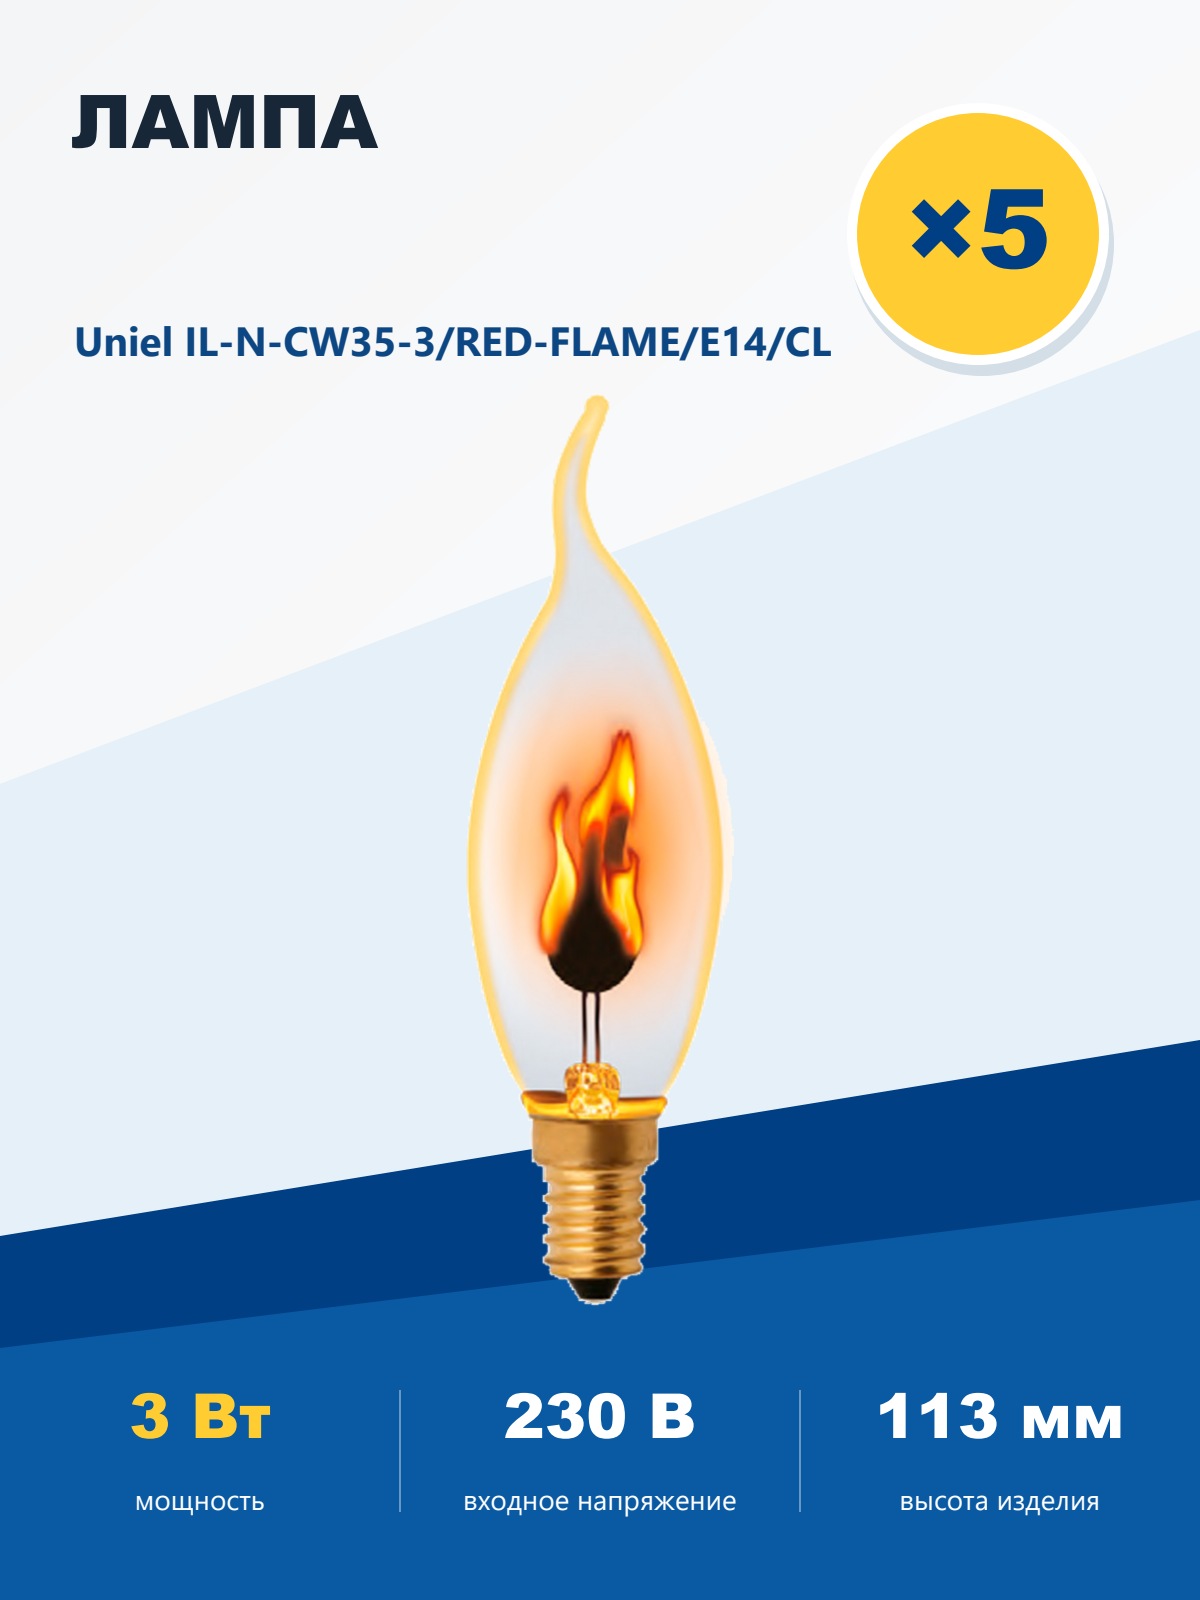 ЛАМПА
×5
Uniel IL-N-CW35-3/RED-FLAME/E14/CL
3 Вт
мощность
230 В
входное напряжение
113 мм
высота изделия